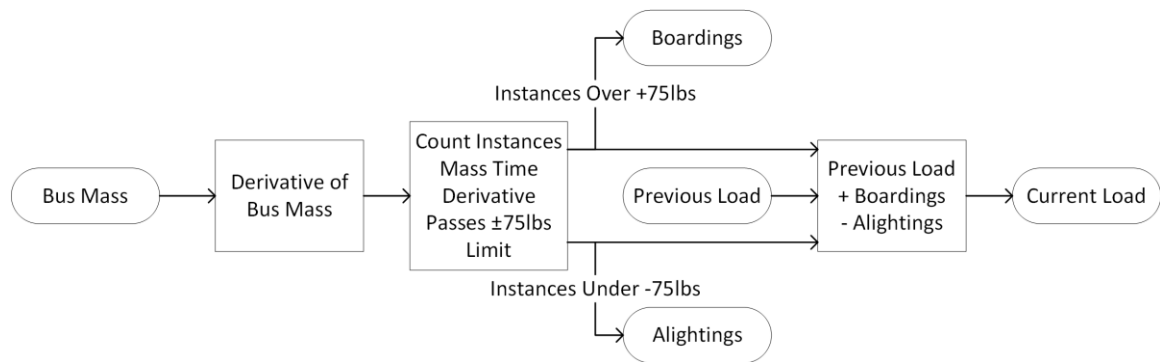 Boardings
Instances Over +75lbs
Bus Mass
Derivative of
Bus Mass
Count Instances
Mass Time
Derivative
Passes ±75lbs
Limit
Previous Load
Previous Load
+ Boardings
- Alightings
Current Load
Instances Under -75lbs
Alightings